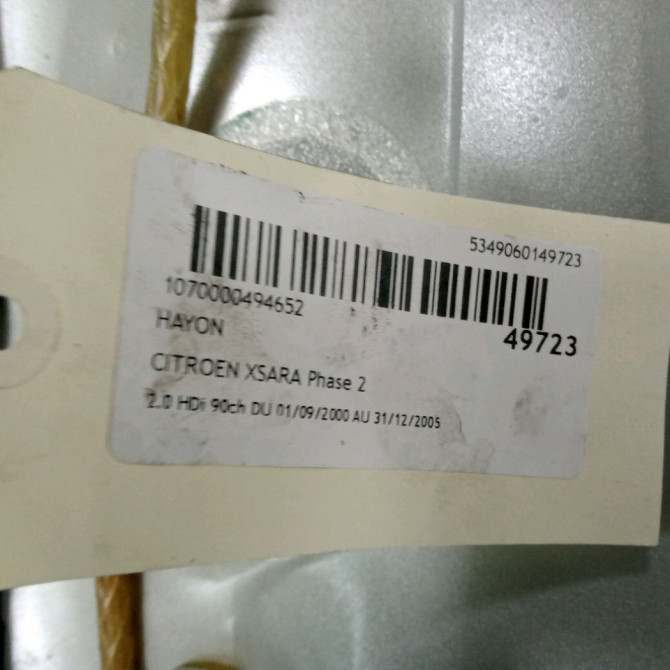 5349060149723
1070000494652
49723
HAYON
CITROEN XSARA Phase 2
2.0 HDi 90ch DU 01/09/2000 AU 31/12/2005